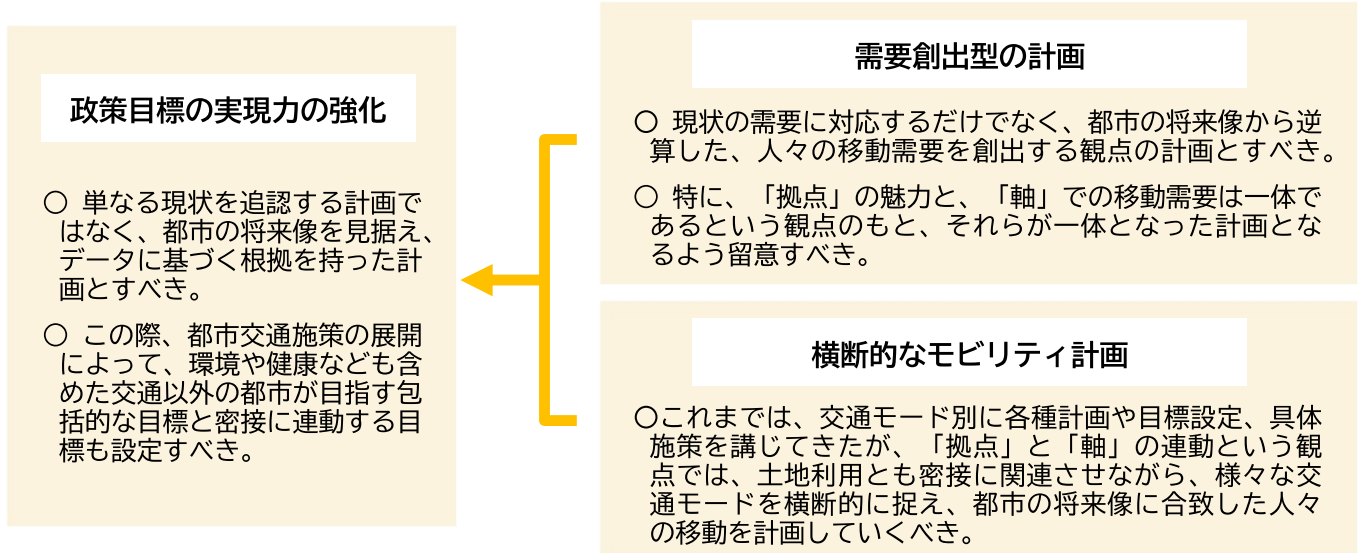 政策目標の実現力の強化
〇 単なる現状を追認する計画で
はなく、都市の将来像を見据え、
データに基づく根拠を持った計
画とすべき。
〇 この際、都市交通施策の展開
によって、環境や健康なども含
めた交通以外の都市が目指す包
括的な目標と密接に連動する目
標も設定すべき。
需要創出型の計画
〇 現状の需要に対応するだけでなく、都市の将来像から逆
算した、人々の移動需要を創出する観点の計画とすべき。
〇 特に、「拠点」の魅力と、「軸」での移動需要は一体で
あるという観点のもと、それらが一体となった計画とな
るよう留意すべき。
横断的なモビリティ計画
〇これまでは、交通モード別に各種計画や目標設定、具体
施策を講じてきたが、「拠点」と「軸」の連動という観
点では、土地利用とも密接に関連させながら、様々な交
通モードを横断的に捉え、都市の将来像に合致した人々
の移動を計画していくべき。